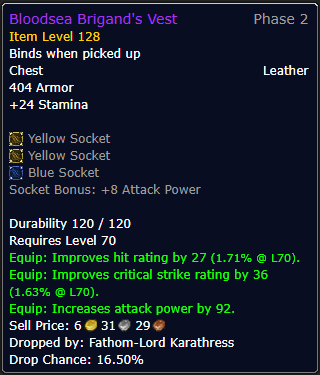 Bloodsea Brigand's Vest Phase 2
Item Level 128
Binds when picked up
Chest Leather
404 Armor
+24 Stamina
Yellow Socket
Yellow Socket
Blue Socket
Socket Bonus: +8 Attack Power
Durability 120 / 120
Requires Level 70
Equip: Improves hit rating by 27 (1.71% @ L70).
Equip: Improves critical strike rating by 36
(1.63% @ L70).
Equip: Increases attack power by 92.
Sell Price: 6 31 29
Dropped by: Fathom-Lord Karathress
Drop Chance: 16.50%